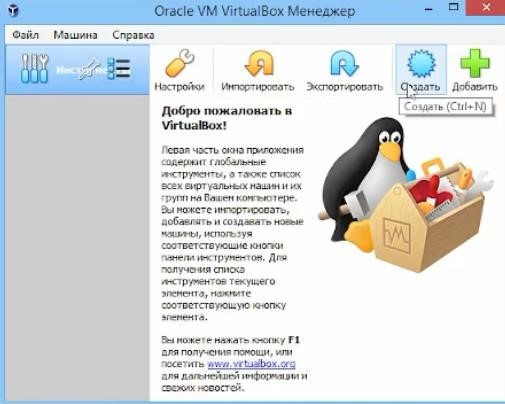 Oracle VM VirtualBox Менеджер
Файл Машина Справка
Настройки Импортировать Экспортировать Создать Добавить
Создать (Ctrl+N)
Добро пожаловать в
VirtualBox!
Левая часть окна приложения
содержит глобальные
инструменты, а также список
всех виртуальных машин и их
групп на Вашем компьютере.
Вы можете импортировать,
добавлять и создавать новые
машины, используя
соответствующие кнопки
панели инструментов. Для
получения списка
инструментов текущего
элемента, нажмите
соответствующую кнопку
элемента.
Вы можете нажать кнопку F1
для получения помощи, или
посетить www.virtualbox.org
для дальнейшей информации и
свежих новостей.